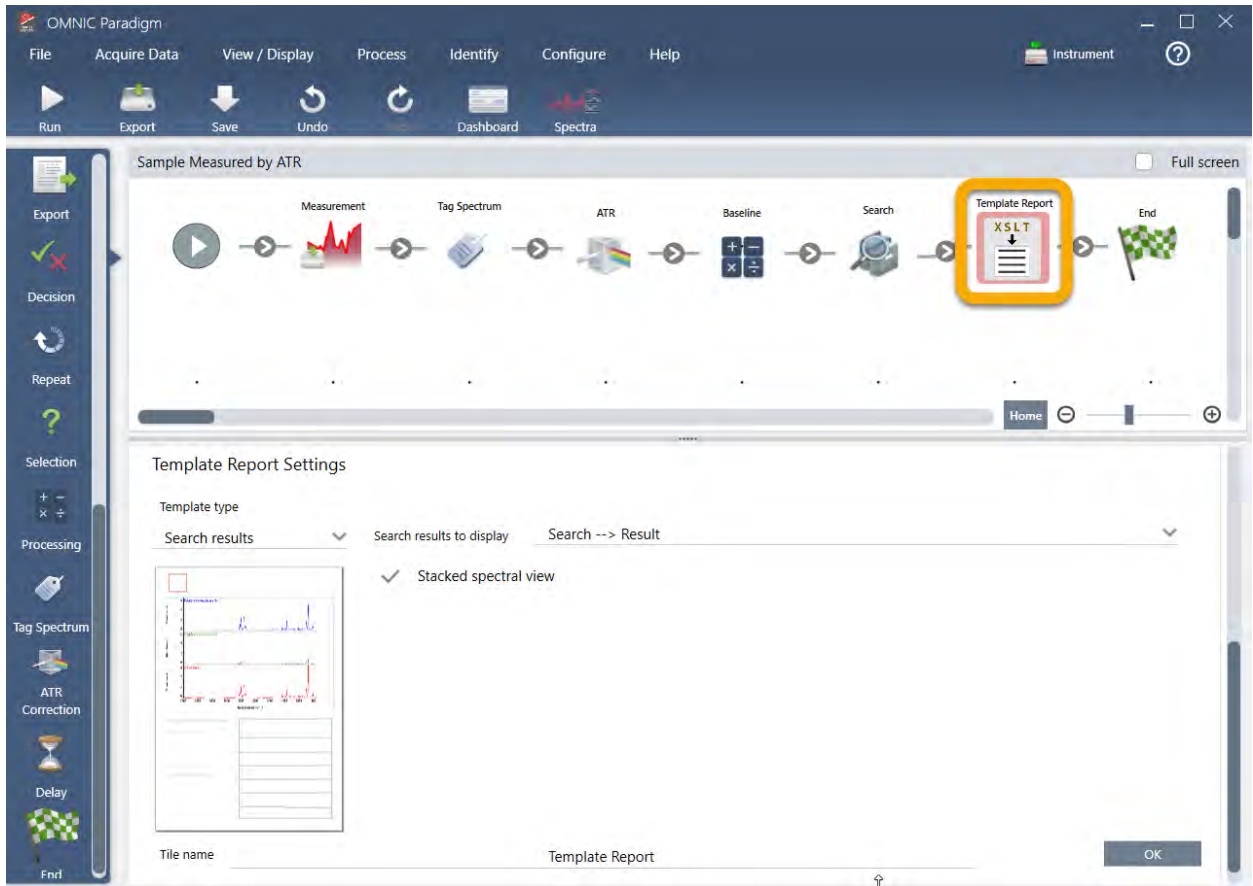 OMNIC Paradigm
File Acquire Data View / Display Process Identify Configure Help Instrument
Run Export Save Undo Dashboard Spectra
Sample Measured by ATR Full screen
Export
Decision
Repeat
Selection
Processing
Tag Spectrum
ATR
Correction
Delay
End
Measurement Tag Spectrum ATR Baseline Search Template Report End
XSLT
Home
Template Report Settings
Template type
Search results Search results to display Search --> Result
Stacked spectral view
Tile name Template Report OK